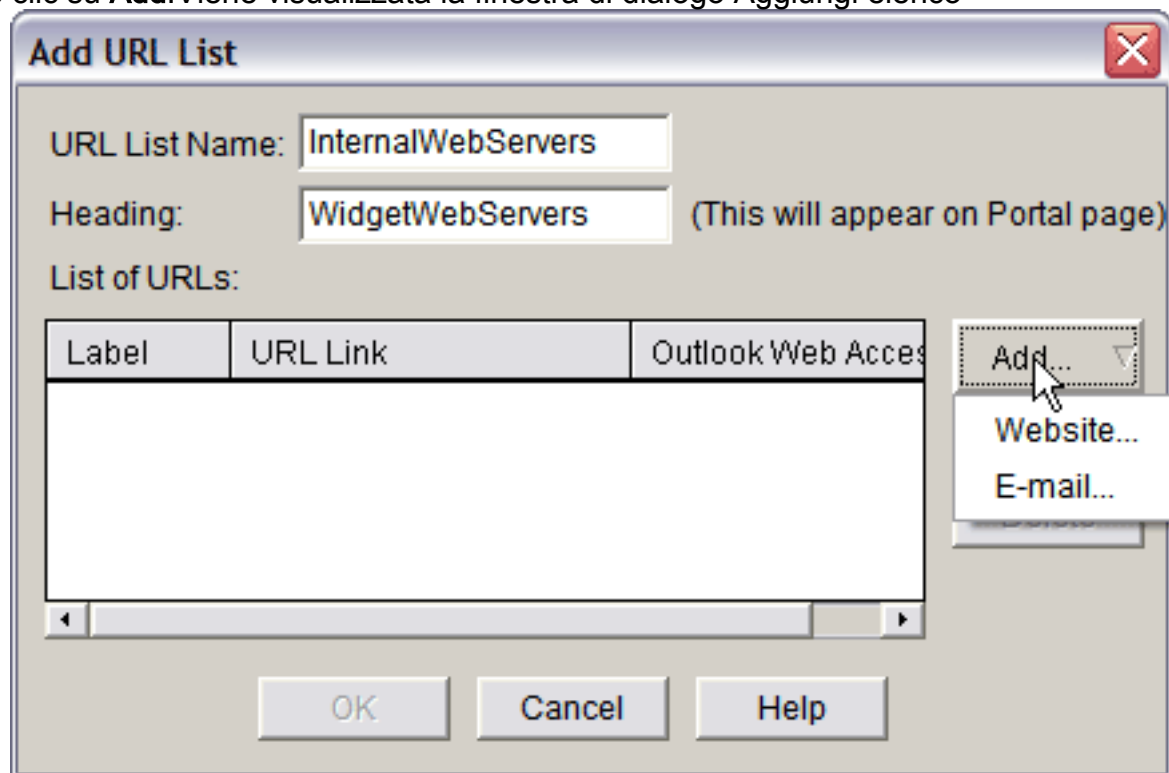 clic su Add.Viene visualizzata la finestra di dialogo Aggiungi elenco
Add URL List
URL List Name: InternalWebServers
Heading: WidgetWebServers (This will appear on Portal page)
List of URLs:
Label URL Link Outlook Web Acces
Add...
Website...
E-mail...
Delete
OK Cancel Help